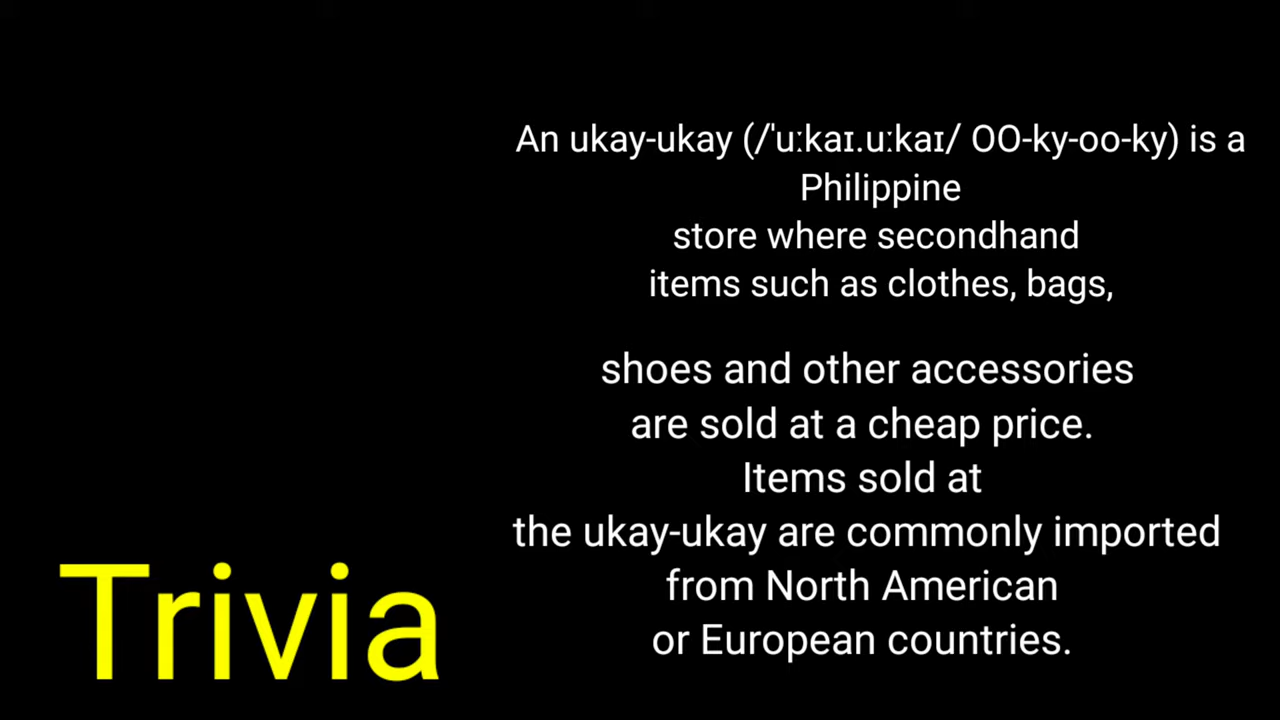 An ukay-ukay (/ˈuːkaɪ.uːkaɪ/ OO-ky-oo-ky) is a
Philippine
store where secondhand
items such as clothes, bags,
shoes and other accessories
are sold at a cheap price.
Items sold at
the ukay-ukay are commonly imported
from North American
or European countries.
Trivia